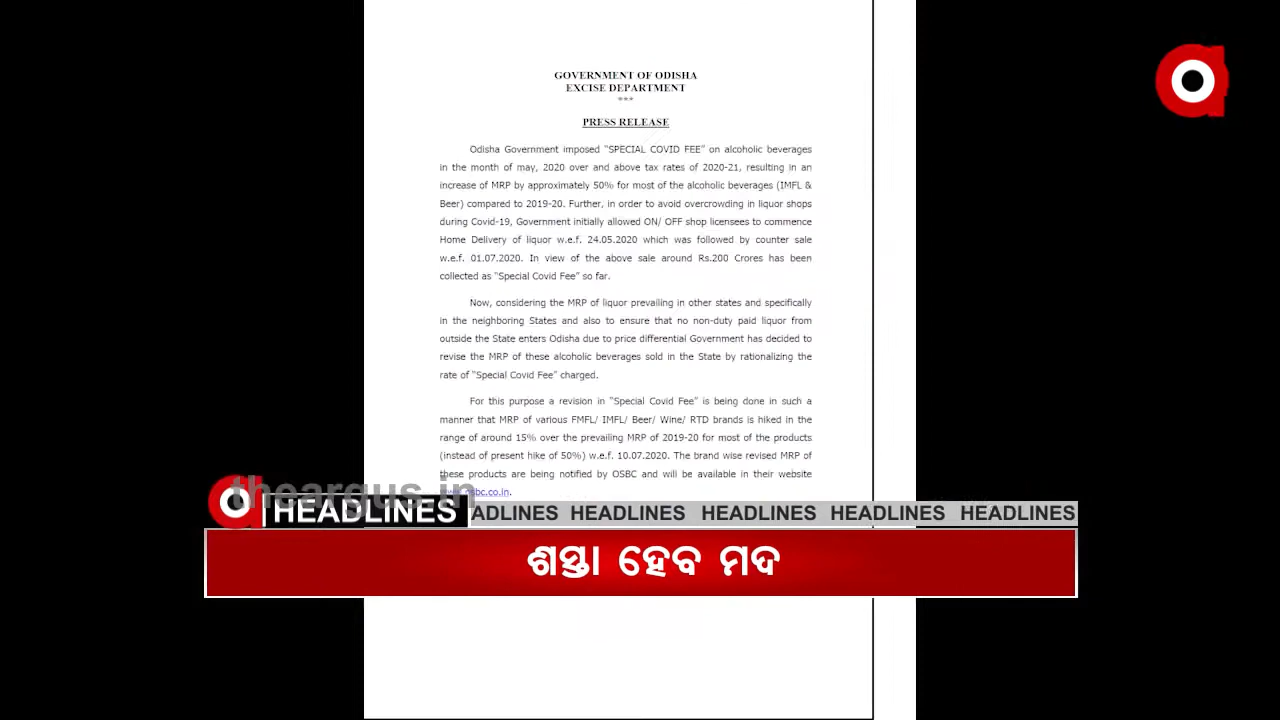 GOVERNMENT OF ODISHA
EXCISE DEPARTMENT
***
PRESS RELEASE
Odisha Government imposed "SPECIAL COVID FEE" on alcoholic beverages
in the month of may, 2020 over and above tax rates of 2020-21, resulting in an
increase of MRP by approximately 50% for most of the alcoholic beverages (IMFL &
Beer) compared to 2019-20. Further, in order to avoid overcrowding in liquor shops
during Covid-19, Government initially allowed ON/ OFF shop licensees to commence
Home Delivery of liquor w.e.f. 24.05.2020 which was followed by counter sale
w.e.f. 01.07.2020. In view of the above sale around Rs.200 Crores has been
collected as "Special Covid Fee" so far.
Now, considering the MRP of liquor prevailing in other states and specifically
in the neighboring States and also to ensure that no non-duty paid liquor from
outside the State enters Odisha due to price differential Government has decided to
revise the MRP of these alcoholic beverages sold in the State by rationalizing the
rate of "Special Covid Fee" charged.
For this purpose a revision in "Special Covid Fee" is being done in such a
manner that MRP of various FMFL/ IMFL/ Beer/ Wine/ RTD brands is hiked in the
range of around 15% over the prevailing MRP of 2019-20 for most of the products
(instead of present hike of 50%) w.e.f. 10.07.2020. The brand wise revised MRP of
these products are being notified by OSBC and will be available in their website
www.osbc.co.in.
theargus.in
HEADLINES ADLINES HEADLINES HEADLINES HEADLINES HEADLINES
ଶସ୍ତା ହେବ ମଦ